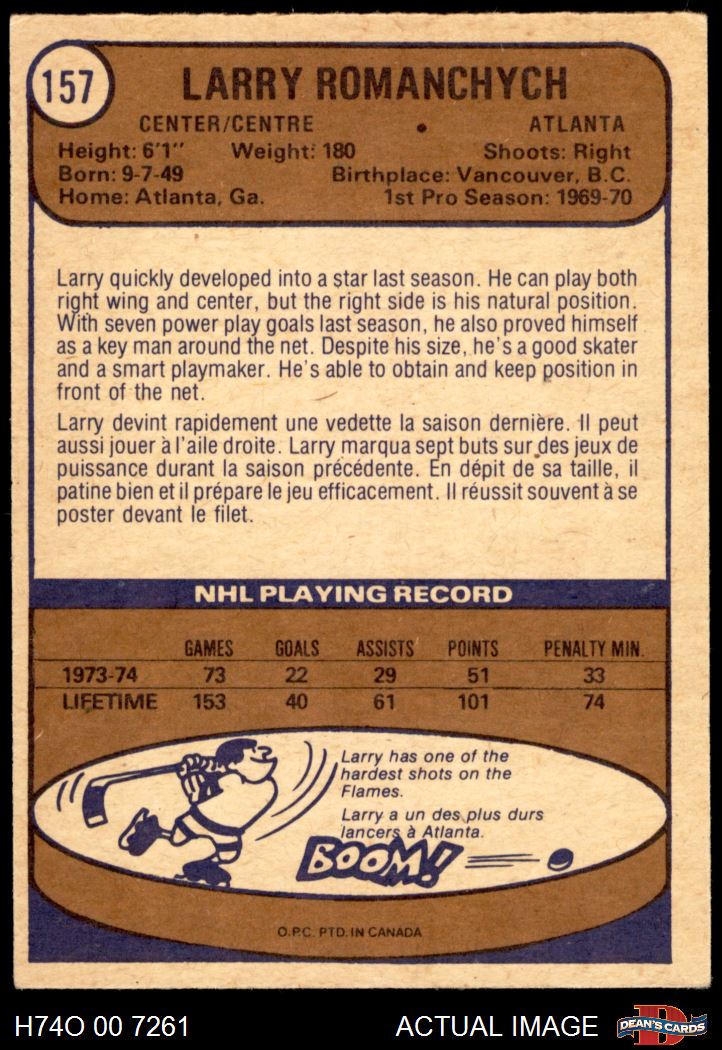 157
LARRY ROMANCHYCH
CENTER/CENTRE • ATLANTA
Height: 6'1" Weight: 180 Shoots: Right
Born: 9-7-49 Birthplace: Vancouver, B.C.
Home: Atlanta, Ga. 1st Pro Season: 1969-70
Larry quickly developed into a star last season. He can play both
right wing and center, but the right side is his natural position.
With seven power play goals last season, he also proved himself
as a key man around the net. Despite his size, he's a good skater
and a smart playmaker. He's able to obtain and keep position in
front of the net.
Larry devint rapidement une vedette la saison dernière. Il peut
aussi jouer à l'aile droite. Larry marqua sept buts sur des jeux de
puissance durant la saison précédente. En dépit de sa taille, il
patine bien et il prépare le jeu efficacement. Il réussit souvent à se
poster devant le filet.
NHL PLAYING RECORD
GAMES GOALS ASSISTS POINTS PENALTY MIN.
1973-74 73 22 29 51 33
LIFETIME 153 40 61 101 74
Larry has one of the
hardest shots on the
Flames.
Larry a un des plus durs
lancers à Atlanta.
BOOM!
O.P.C. PTD. IN CANADA
H74O 00 7261 ACTUAL IMAGE DEAN'S CARDS